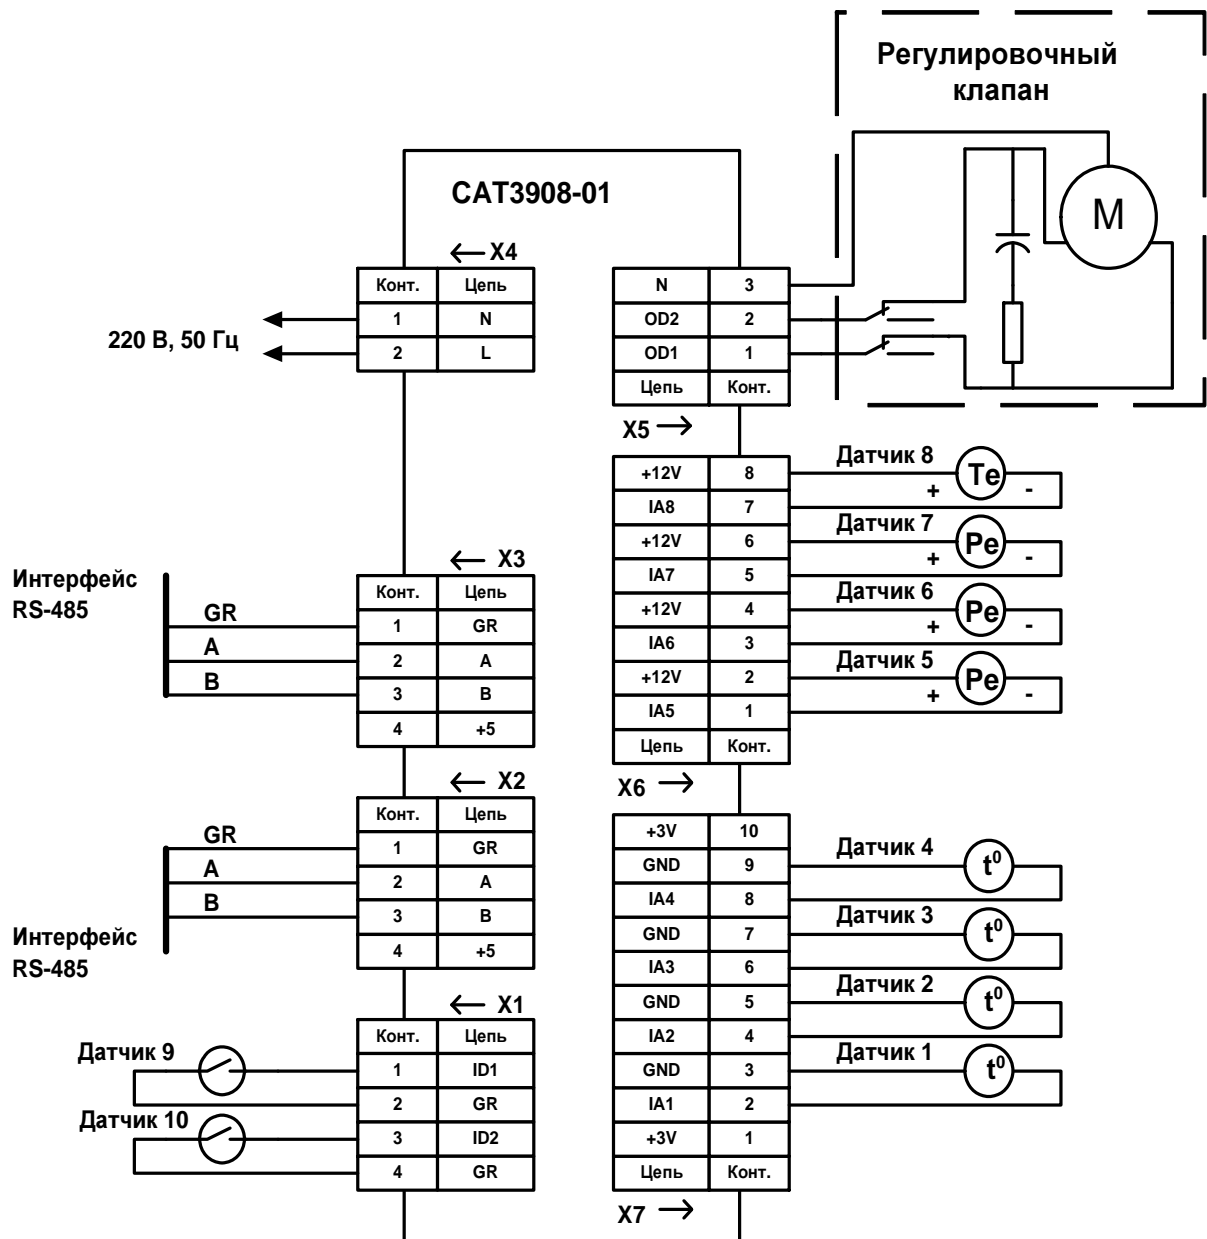 Регулировочный
клапан
M
САТ3908-01
← X4
Конт. Цепь
1 N
2 L
220 В, 50 Гц
N 3
OD2 2
OD1 1
Цепь Конт.
X5 →
+12V 8
IA8 7
+12V 6
IA7 5
+12V 4
IA6 3
+12V 2
IA5 1
Цепь Конт.
X6 →
Датчик 8
Te
+ -
Датчик 7
Pe
+ -
Датчик 6
Pe
+ -
Датчик 5
Pe
+ -
← X3
Конт. Цепь
1 GR
2 A
3 B
4 +5
Интерфейс
RS-485
GR
A
B
← X2
Конт. Цепь
1 GR
2 A
3 B
4 +5
GR
A
B
Интерфейс
RS-485
+3V 10
GND 9
IA4 8
GND 7
IA3 6
GND 5
IA2 4
GND 3
IA1 2
+3V 1
Цепь Конт.
X7 →
Датчик 4
t⁰
Датчик 3
t⁰
Датчик 2
t⁰
Датчик 1
t⁰
← X1
Конт. Цепь
1 ID1
2 GR
3 ID2
4 GR
Датчик 9
Датчик 10